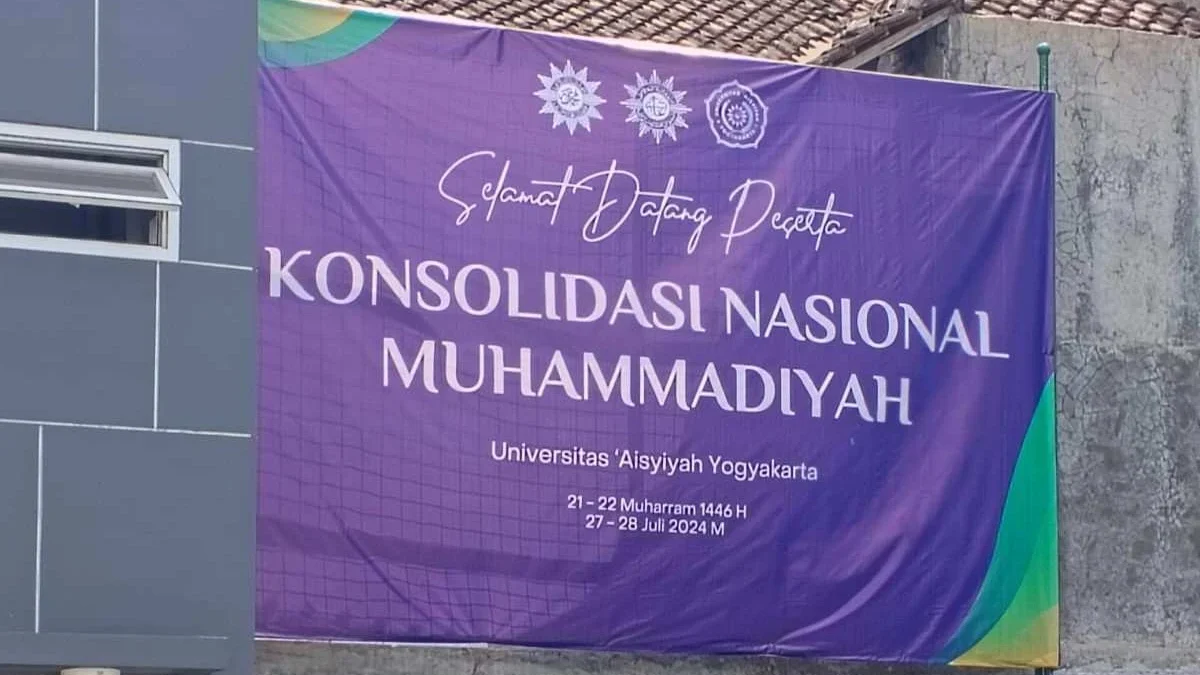 Selamat Datang Peserta
KONSOLIDASI NASIONAL
MUHAMMADIYAH
Universitas ‘Aisyiyah Yogyakarta
21 – 22 Muharram 1446 H
27 – 28 Juli 2024 M